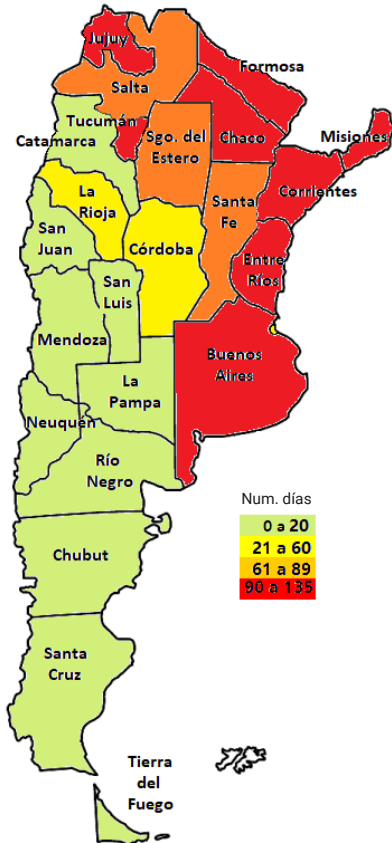 Jujuy
Formosa
Salta
Tucumán
Chaco
Misiones
Catamarca
Sgo. del
Estero
La
Rioja
Santa
Fe
Corrientes
San
Juan
Córdoba
Entre
Ríos
San
Luis
Mendoza
Buenos
Aires
La
Pampa
Neuquén
Río
Negro
Num. días
0 a 20
21 a 60
61 a 89
90 a 135
Chubut
Santa
Cruz
Tierra
del
Fuego